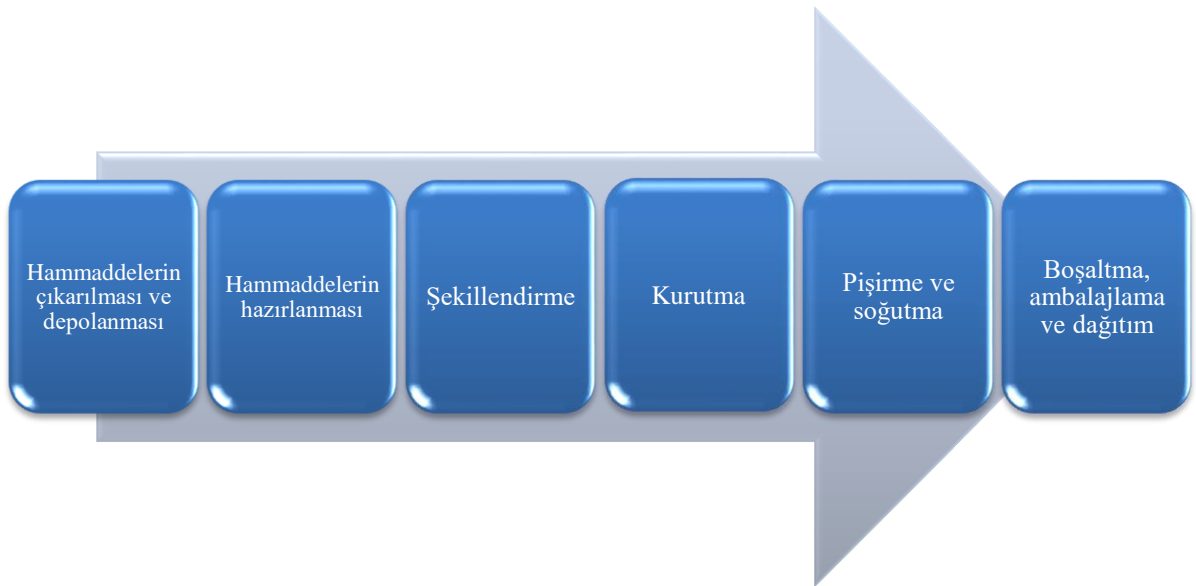 Hammaddelerin
çıkarılması ve
depolanması
Hammaddelerin
hazırlanması
Şekillendirme
Kurutma
Pişirme ve
soğutma
Boşaltma,
ambalajlama
ve dağıtım